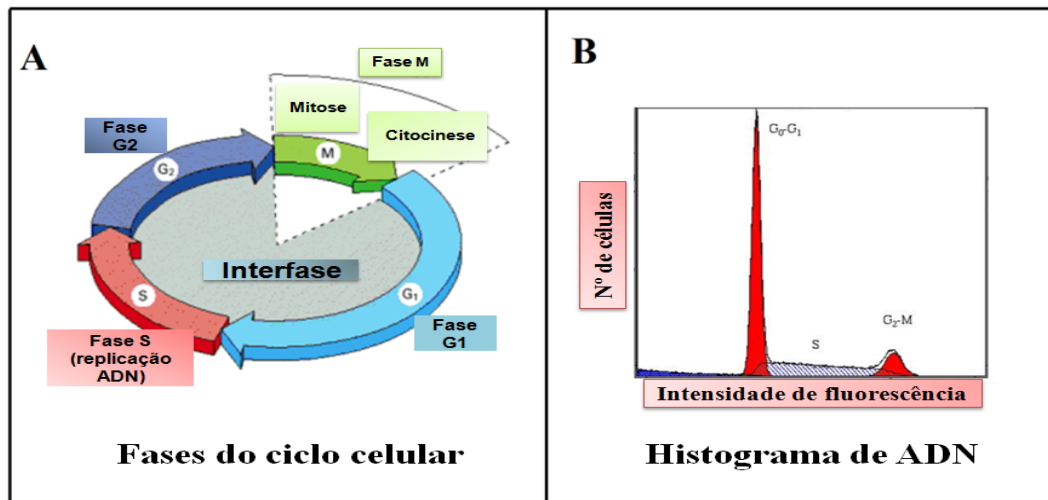 A
Fase M
Mitose
Citocinese
Fase
G2
M
G₂
Interfase
S
G₁
Fase S
(replicação
ADN)
Fase
G1
Fases do ciclo celular
B
G₀-G₁
Nº de células
G₂-M
S
Intensidade de fluorescência
Histograma de ADN